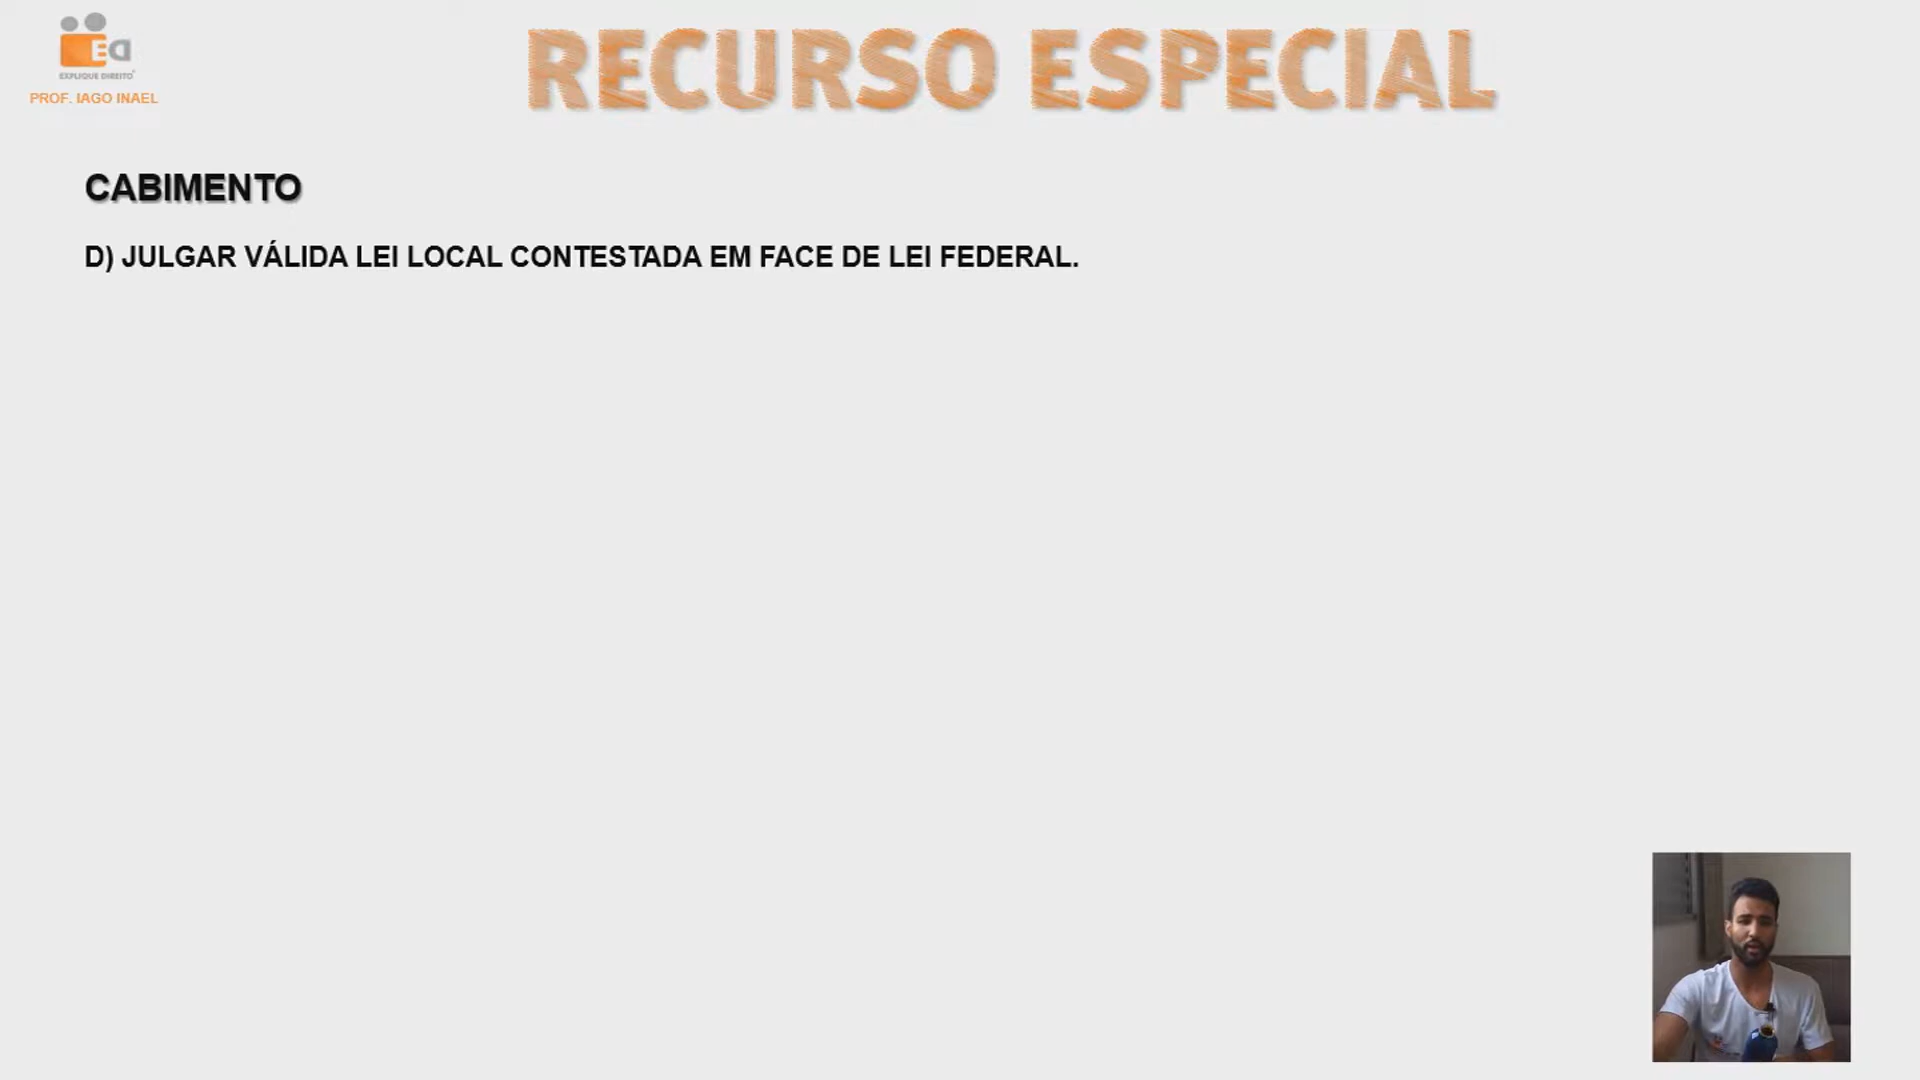 EXPLIQUE DIREITO
PROF. IAGO INAEL
RECURSO ESPECIAL
CABIMENTO
D) JULGAR VÁLIDA LEI LOCAL CONTESTADA EM FACE DE LEI FEDERAL.